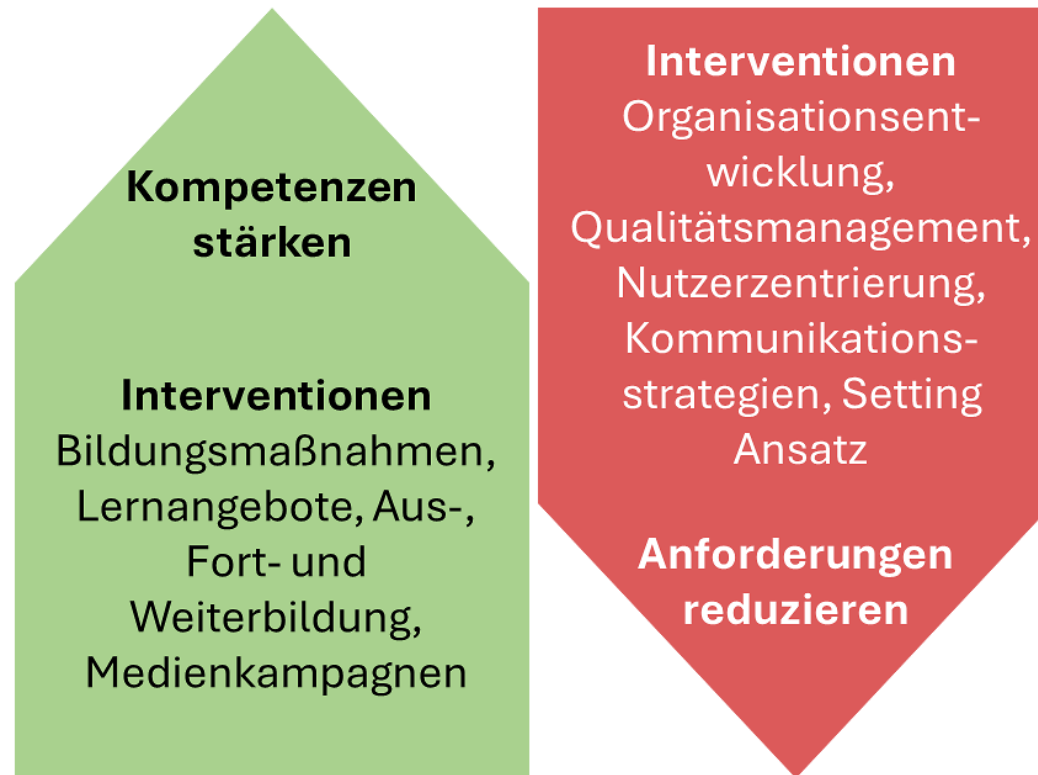 Kompetenzen
stärken
Interventionen
Bildungsmaßnahmen,
Lernangebote, Aus-,
Fort- und
Weiterbildung,
Medienkampagnen
Interventionen
Organisationsent-
wicklung,
Qualitätsmanagement,
Nutzerzentrierung,
Kommunikations-
strategien, Setting
Ansatz
Anforderungen
reduzieren